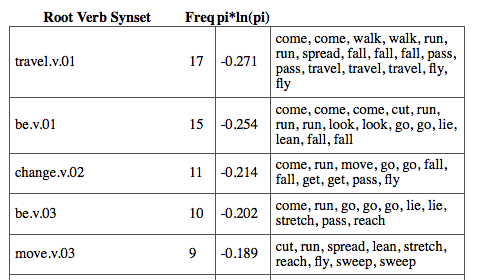 Root Verb Synset Freq pi*ln(pi)
come, come, walk, walk, run,
run, spread, fall, fall, fall, pass,
travel.v.01 17 -0.271
pass, travel, travel, travel, fly,
fly
come, come, come, cut, run,
be.v.01 15 -0.254
run, run, look, look, go, go, lie,
lean, fall, fall
come, run, move, go, go, fall,
change.v.02 11 -0.214
fall, get, get, pass, fly
come, run, go, go, go, lie, lie,
be.v.03 10 -0.202
stretch, pass, reach
cut, run, spread, lean, stretch,
move.v.03 9 -0.189
reach, fly, sweep, sweep